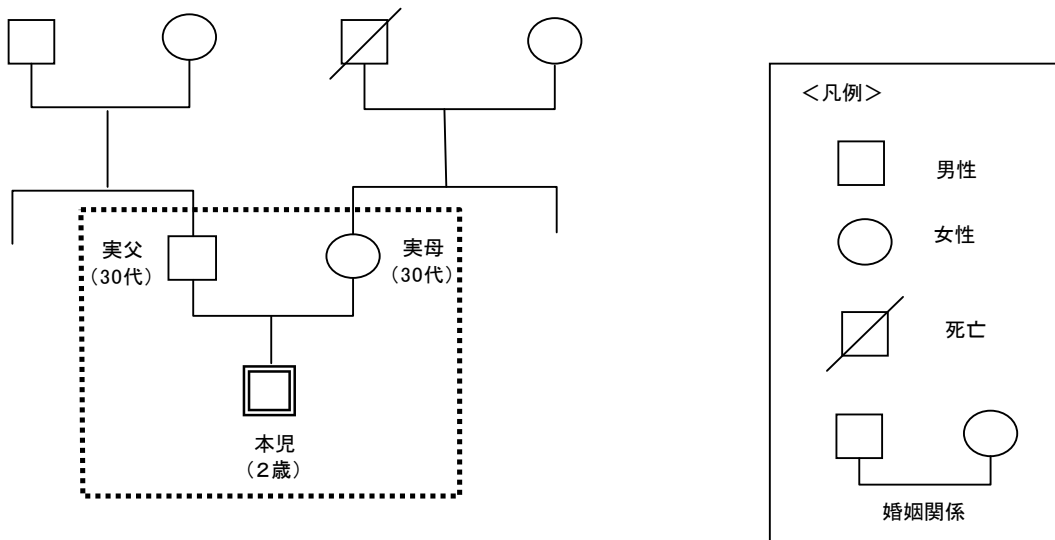 実父
（30代）
実母
（30代）
本児
（２歳）
＜凡例＞
男性
女性
死亡
婚姻関係